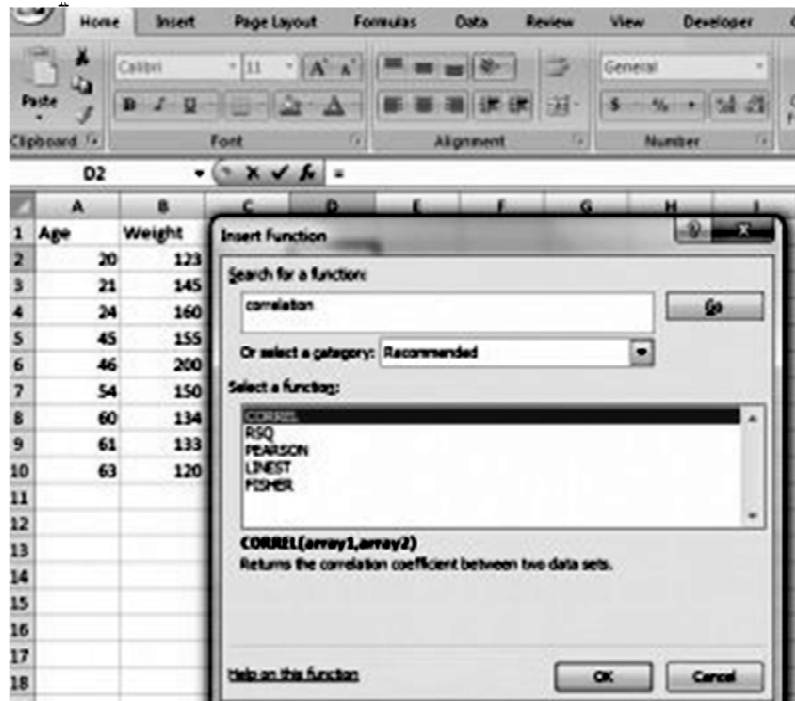 Home Insert Page Layout Formulas Data Review View Developer
Calibri 11 A A General
Paste B I U A $ % ,
Clipboard Font Alignment Number
D2 X ✓ fx =
A B C D E F G H I
1 Age Weight
2 20 123
3 21 145
4 24 160
5 45 155
6 46 200
7 54 150
8 60 134
9 61 133
10 63 120
11
12
13
14
15
16
17
18
Insert Function
Search for a function:
correlation
Go
Or select a category: Recommended
Select a function:
CORREL
RSQ
PEARSON
LINEST
FISHER
CORREL(array1,array2)
Returns the correlation coefficient between two data sets.
Help on this function
OK Cancel